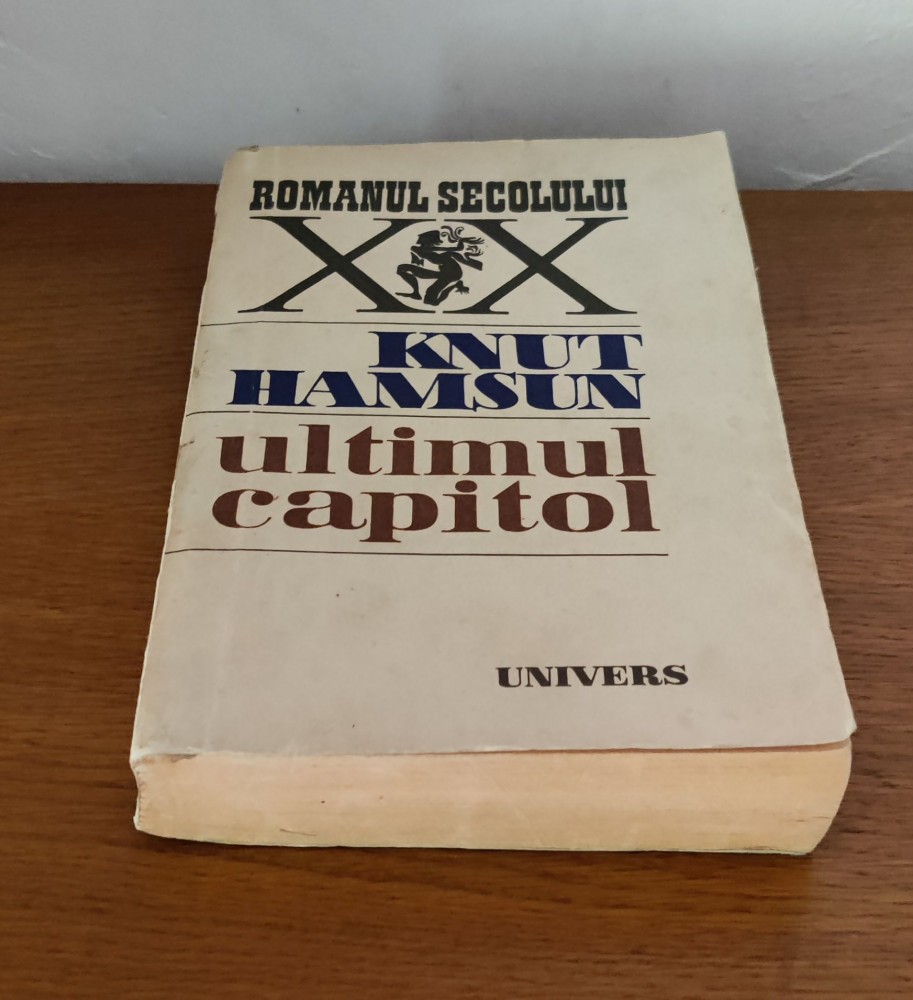 ROMANUL SECOLULUI
XX
KNUT
HAMSUN
ultimul
capitol
UNIVERS